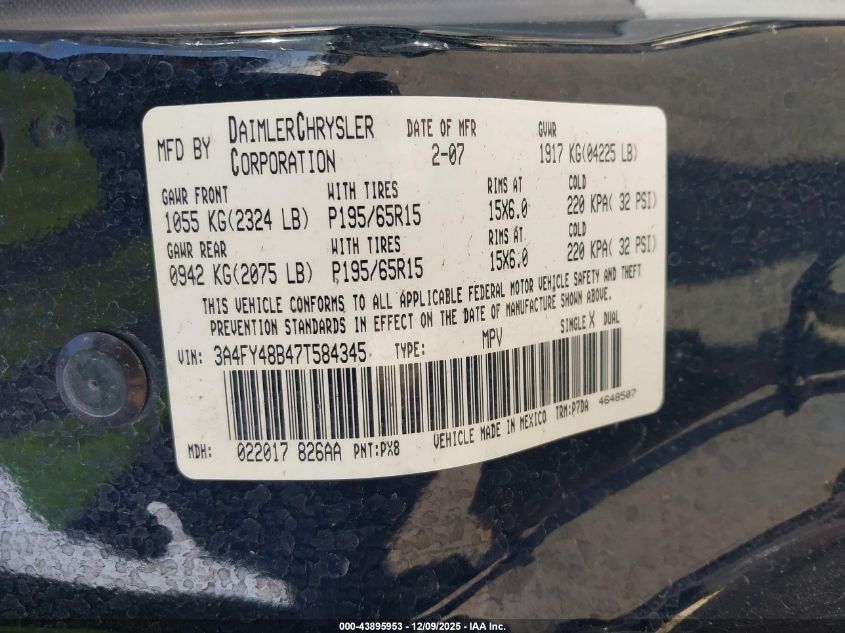 MFD BY DAIMLERCHRYSLER CORPORATION DATE OF MFR 2-07 GVWR 1917 KG(04225 LB)
GAWR FRONT WITH TIRES RIMS AT COLD
1055 KG(2324 LB) P195/65R15 15X6.0 220 KPA( 32 PSI)
GAWR REAR WITH TIRES RIMS AT COLD
0942 KG(2075 LB) P195/65R15 15X6.0 220 KPA( 32 PSI)
THIS VEHICLE CONFORMS TO ALL APPLICABLE FEDERAL MOTOR VEHICLE SAFETY AND THEFT
PREVENTION STANDARDS IN EFFECT ON THE DATE OF MANUFACTURE SHOWN ABOVE.
VIN: 3A4FY48B47T584345 TYPE: MPV SINGLE X DUAL
MDH: 022017 826AA PNT:PX8 VEHICLE MADE IN MEXICO TRM:P7DA 4648507
000-43895953 - 12/09/2025 - IAA, Inc.